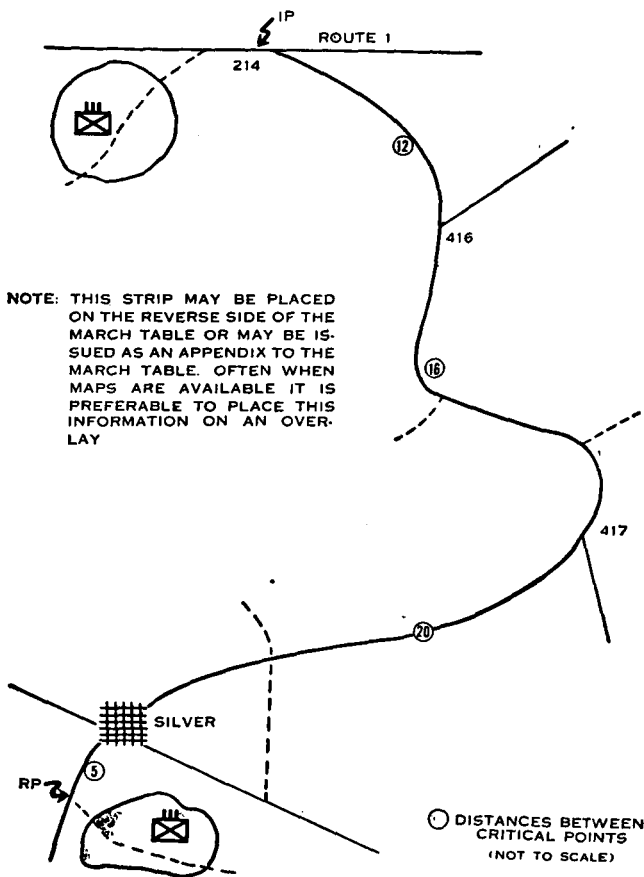 IP
ROUTE 1
214
12
416
NOTE: THIS STRIP MAY BE PLACED
ON THE REVERSE SIDE OF THE
MARCH TABLE OR MAY BE IS-
SUED AS AN APPENDIX TO THE
MARCH TABLE. OFTEN WHEN
MAPS ARE AVAILABLE IT IS
PREFERABLE TO PLACE THIS
INFORMATION ON AN OVER-
LAY
16
417
20
SILVER
5
RP
DISTANCES BETWEEN
CRITICAL POINTS
(NOT TO SCALE)